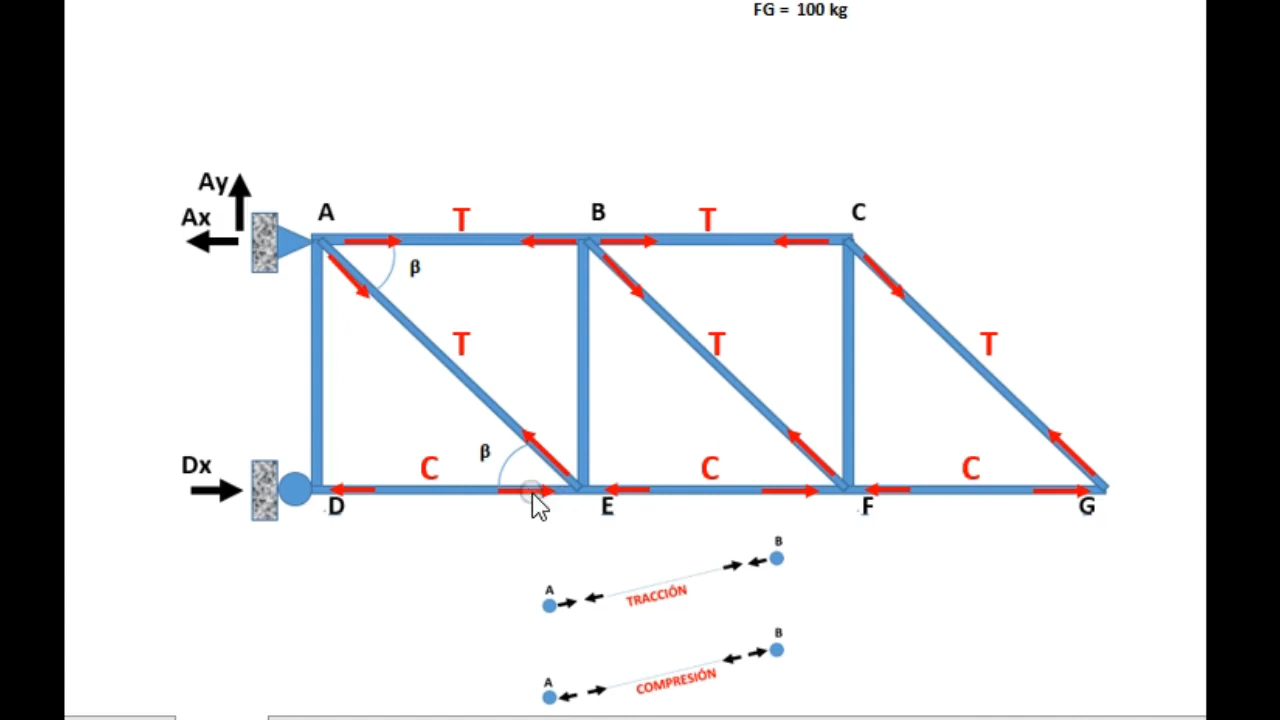 FG = 100 kg
Ay
Ax
A
T
B
T
C
β
T
T
T
Dx
β
C
C
C
D
E
F
G
B
A
TRACCIÓN
B
A
COMPRESIÓN